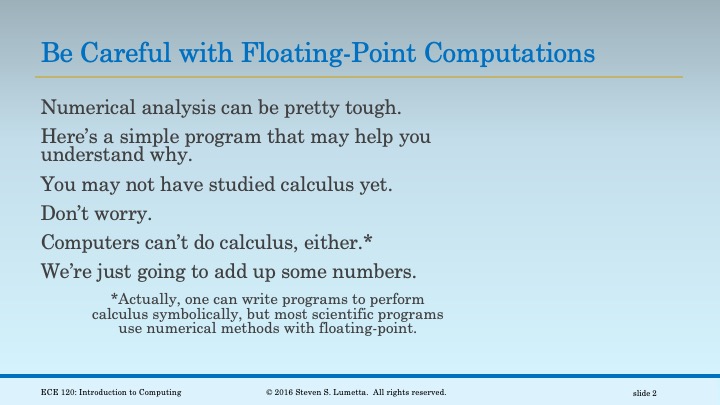 Be Careful with Floating-Point Computations
Numerical analysis can be pretty tough.
Here’s a simple program that may help you
understand why.
You may not have studied calculus yet.
Don’t worry.
Computers can’t do calculus, either.*
We’re just going to add up some numbers.
*Actually, one can write programs to perform
calculus symbolically, but most scientific programs
use numerical methods with floating-point.
ECE 120: Introduction to Computing
© 2016 Steven S. Lumetta.  All rights reserved.
slide 2